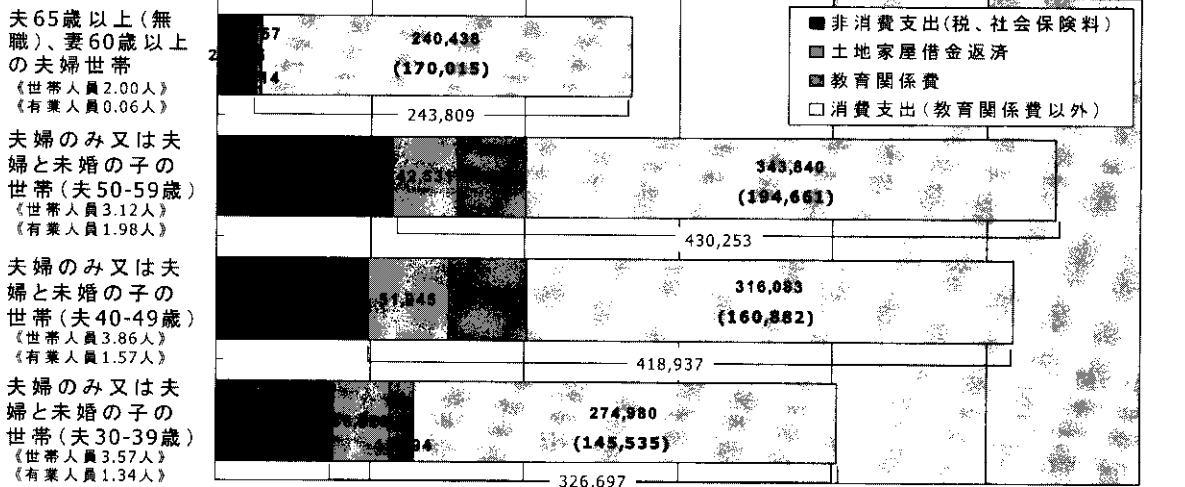 夫65歳以上(無
職)、妻60歳以上
の夫婦世帯
《世帯人員2.00人》
《有業人員0.06人》
240,438
(170,015)
243,809
■非消費支出(税、社会保険料)
■土地家屋借金返済
■教育関係費
□消費支出(教育関係費以外)
夫婦のみ又は夫
婦と未婚の子の
世帯(夫50-59歳)
《世帯人員3.12人》
《有業人員1.98人》
343,840
(194,661)
430,253
夫婦のみ又は夫
婦と未婚の子の
世帯(夫40-49歳)
《世帯人員3.86人》
《有業人員1.57人》
316,083
(160,882)
418,937
夫婦のみ又は夫
婦と未婚の子の
世帯(夫30-39歳)
《世帯人員3.57人》
《有業人員1.34人》
274,980
(145,535)
326,697